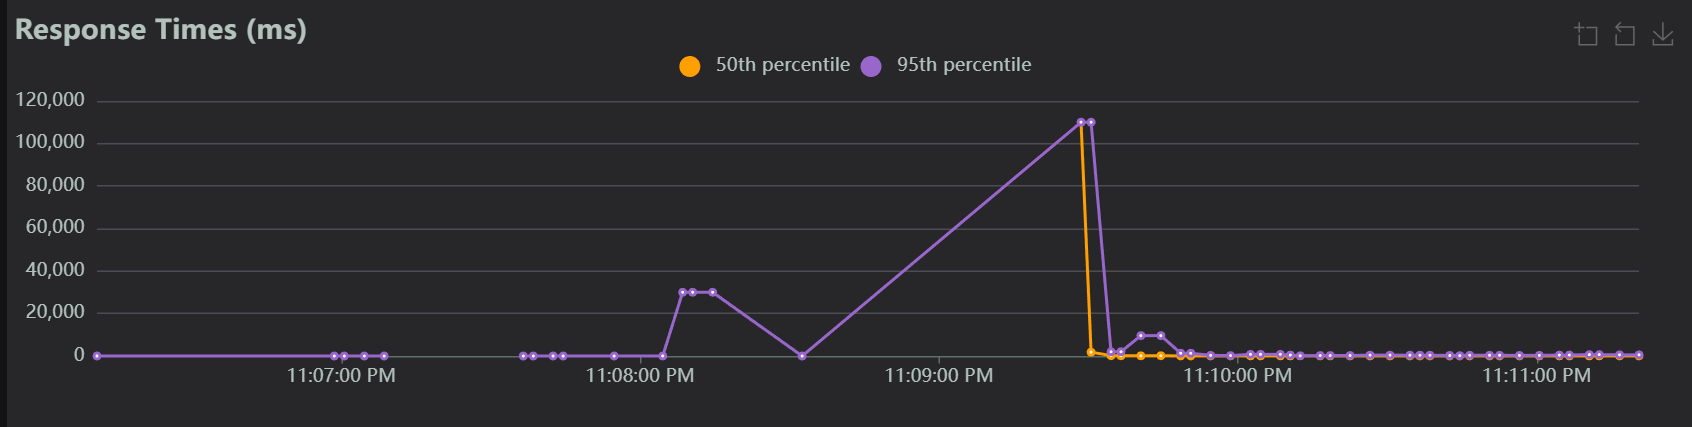 Response Times (ms)
50th percentile 95th percentile
120,000
100,000
80,000
60,000
40,000
20,000
0
11:07:00 PM 11:08:00 PM 11:09:00 PM 11:10:00 PM 11:11:00 PM